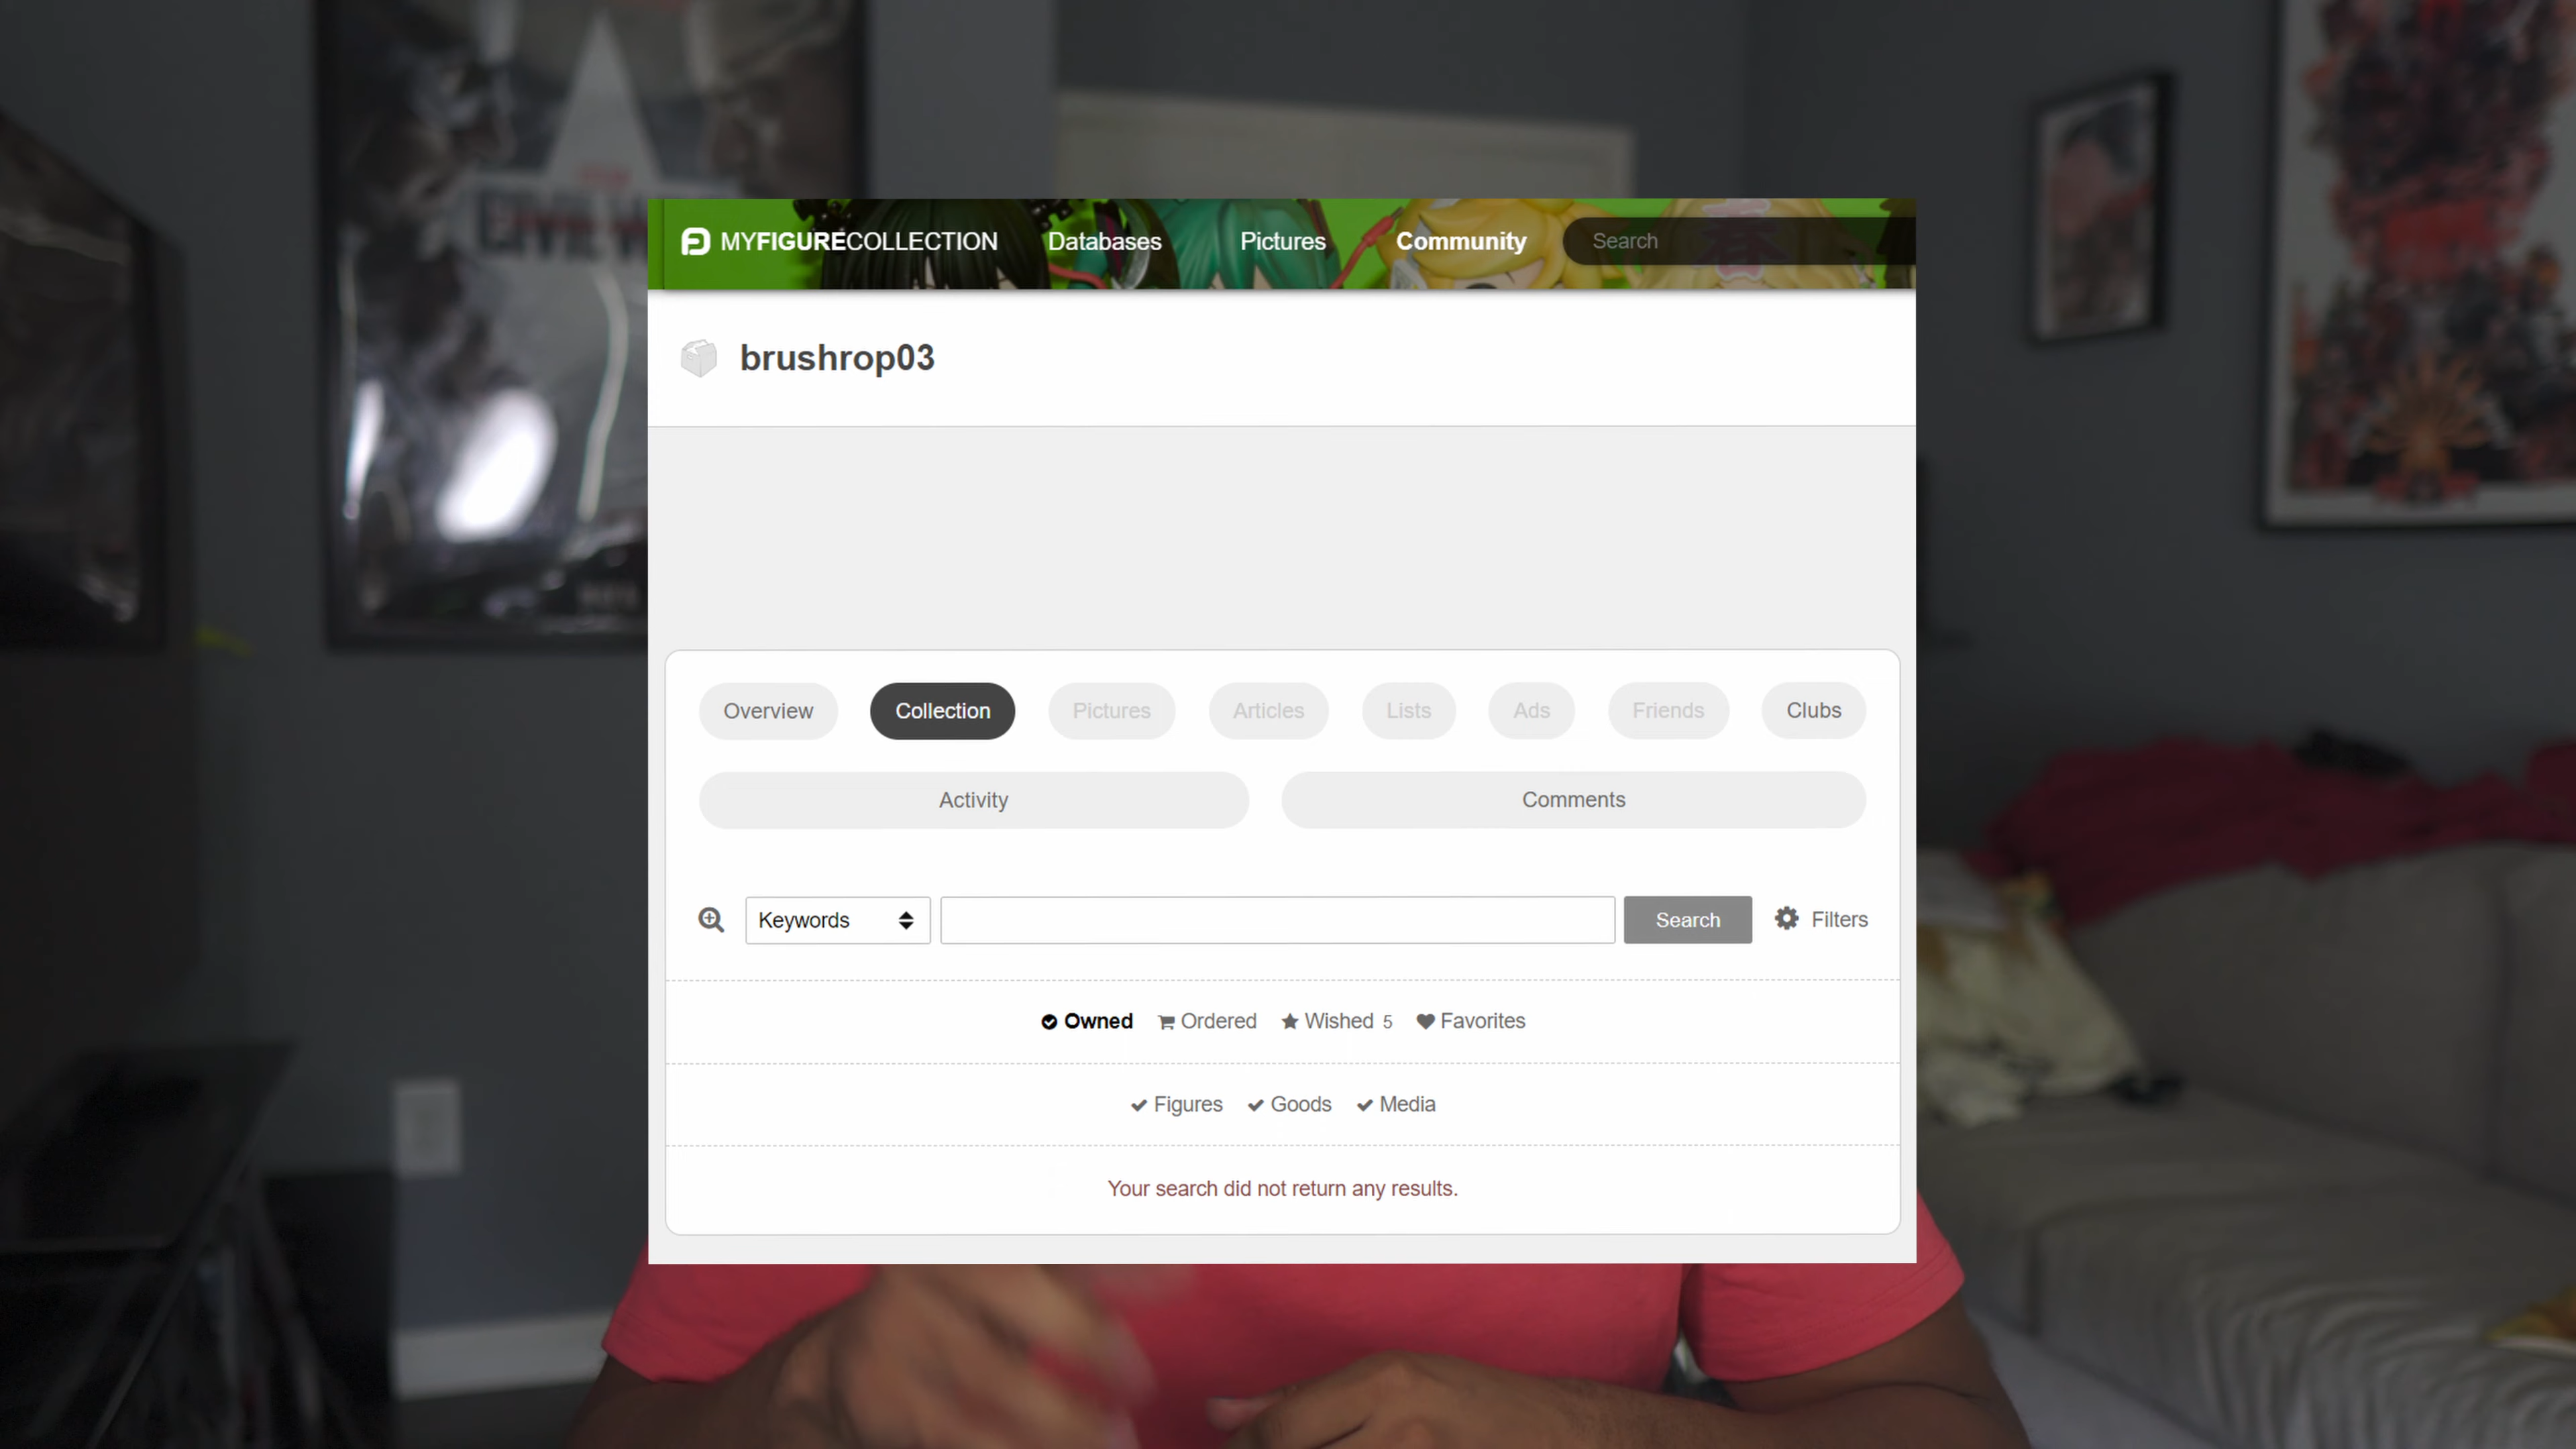 MYFIGURECOLLECTION Databases Pictures Community Search
brushrop03
Overview Collection Pictures Articles Lists Ads Friends Clubs
Activity Comments
Keywords Search Filters
Owned Ordered Wished 5 Favorites
Figures Goods Media
Your search did not return any results.